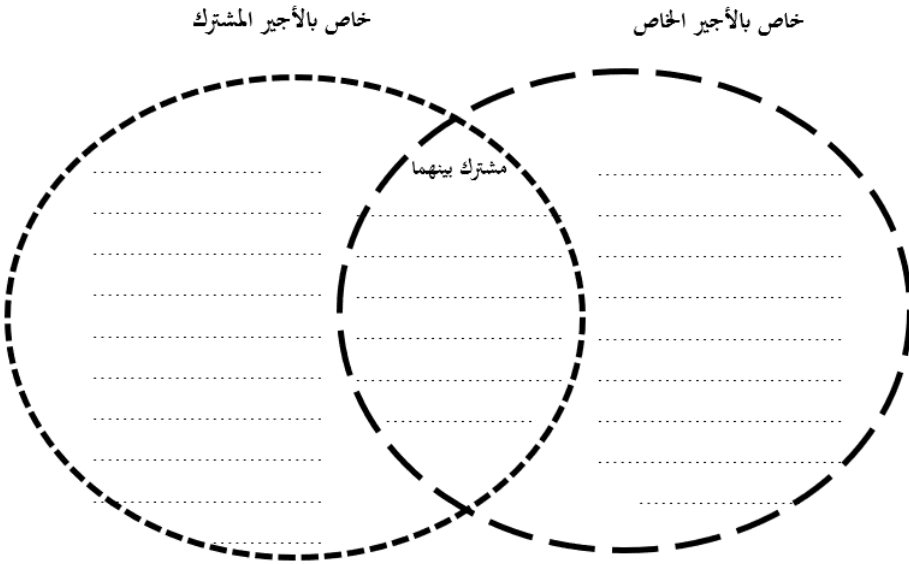 خاص بالأجير الخاص
خاص بالأجير المشترك
مشترك بينهما